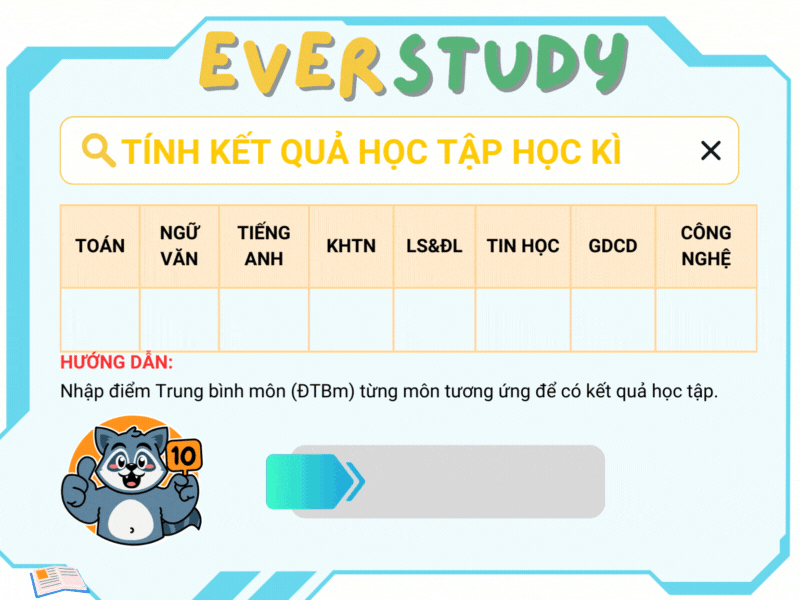 EVERSTUDY
TÍNH KẾT QUẢ HỌC TẬP HỌC KÌ
TOÁN
NGỮ
VĂN
TIẾNG
ANH
KHTN
LS&ĐL
TIN HỌC
GDCD
CÔNG
NGHỆ
HƯỚNG DẪN:
Nhập điểm Trung bình môn (ĐTBm) từng môn tương ứng để có kết quả học tập.
10